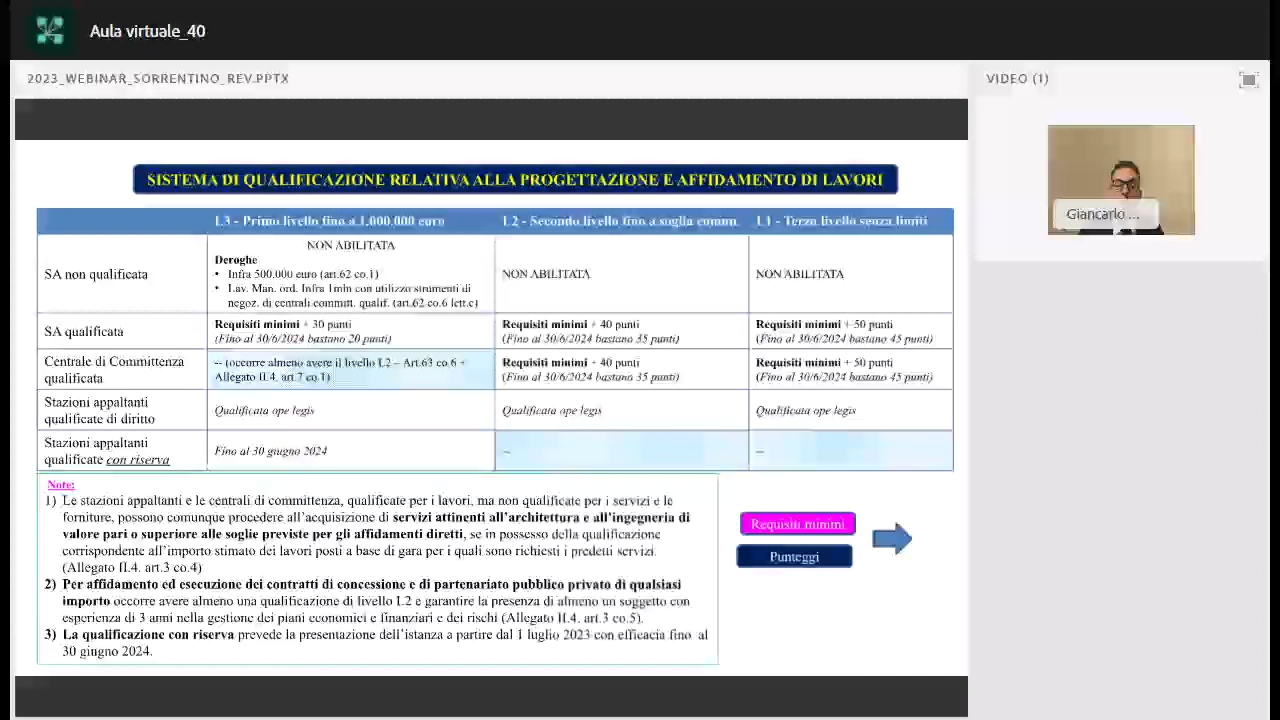 Aula virtuale_40
2023_WEBINAR_SORRENTINO_REV.PPTX
VIDEO (1)
Giancarlo ...
SISTEMA DI QUALIFICAZIONE RELATIVA ALLA PROGETTAZIONE E AFFIDAMENTO DI LAVORI
L3 - Primo livello fino a 1.000.000 euro
L2 - Secondo livello fino a soglia comun.
L1 - Terzo livello senza limiti
SA non qualificata
NON ABILITATA
Deroghe
• Infra 500.000 euro (art.62 co.1)
• Lav. Man. ord. Infra 1mln con utilizzo strumenti di
negoz. di centrali committ. qualif. (art.62 co.6 lett.c)
NON ABILITATA
NON ABILITATA
SA qualificata
Requisiti minimi + 30 punti
(Fino al 30/6/2024 bastano 20 punti)
Requisiti minimi + 40 punti
(Fino al 30/6/2024 bastano 35 punti)
Requisiti minimi + 50 punti
(Fino al 30/6/2024 bastano 45 punti)
Centrale di Committenza
qualificata
-- (occorre almeno avere il livello L2 – Art.63 co.6 +
Allegato II.4. art.7 co.1)
Requisiti minimi + 40 punti
(Fino al 30/6/2024 bastano 35 punti)
Requisiti minimi + 50 punti
(Fino al 30/6/2024 bastano 45 punti)
Stazioni appaltanti
qualificate di diritto
Qualificata ope legis
Qualificata ope legis
Qualificata ope legis
Stazioni appaltanti
qualificate con riserva
Fino al 30 giugno 2024
--
--
Note:
1) Le stazioni appaltanti e le centrali di committenza, qualificate per i lavori, ma non qualificate per i servizi e le
forniture, possono comunque procedere all’acquisizione di servizi attinenti all’architettura e all’ingegneria di
valore pari o superiore alle soglie previste per gli affidamenti diretti, se in possesso della qualificazione
corrispondente all’importo stimato dei lavori posti a base di gara per i quali sono richiesti i predetti servizi.
(Allegato II.4. art.3 co.4)
2) Per affidamento ed esecuzione dei contratti di concessione e di partenariato pubblico privato di qualsiasi
importo occorre avere almeno una qualificazione di livello L2 e garantire la presenza di almeno un soggetto con
esperienza di 3 anni nella gestione dei piani economici e finanziari e dei rischi (Allegato II.4. art.3 co.5).
3) La qualificazione con riserva prevede la presentazione dell’istanza a partire dal 1 luglio 2023 con efficacia fino al
30 giugno 2024.
Requisiti minimi
Punteggi